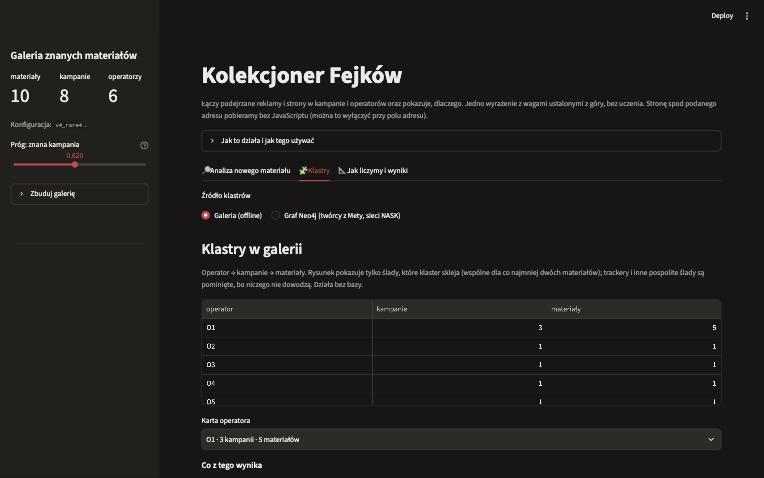 Deploy
Galeria znanych materiałów
materiały kampanie operatorzy
10 8 6
Konfiguracja: v4_rare4 .
Próg: znana kampania
0.620
Zbuduj galerię
Kolekcjoner Fejków
Łączy podejrzane reklamy i strony w kampanie i operatorów oraz pokazuje, dlaczego. Jedno wyrażenie z wagami ustalonymi z góry, bez uczenia. Stronę spod podanego
adresu pobieramy bez JavaScriptu (można to wyłączyć przy polu adresu).
Jak to działa i jak tego używać
Analiza nowego materiału Klastry Jak liczymy i wyniki
Źródło klastrów
Galeria (offline) Graf Neo4j (twórcy z Mety, sieci NASK)
Klastry w galerii
Operator → kampanie → materiały. Rysunek pokazuje tylko ślady, które klaster skleja (wspólne dla co najmniej dwóch materiałów); trackery i inne pospolite ślady są
pominięte, bo niczego nie dowodzą. Działa bez bazy.
operator kampanie materiały
O1 3 5
O2 1 1
O3 1 1
O4 1 1
O5 1 1
Karta operatora
O1 · 3 kampanii · 5 materiałów
Co z tego wynika